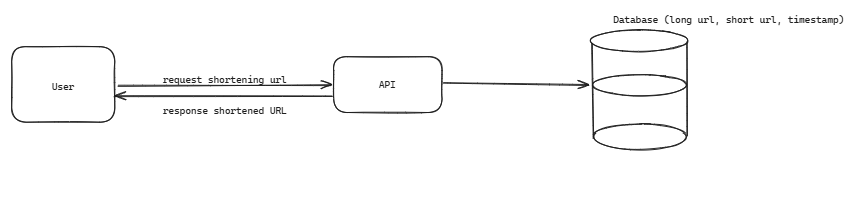 Database (long url, short url, timestamp)
User
request shortening url
API
response shortened URL